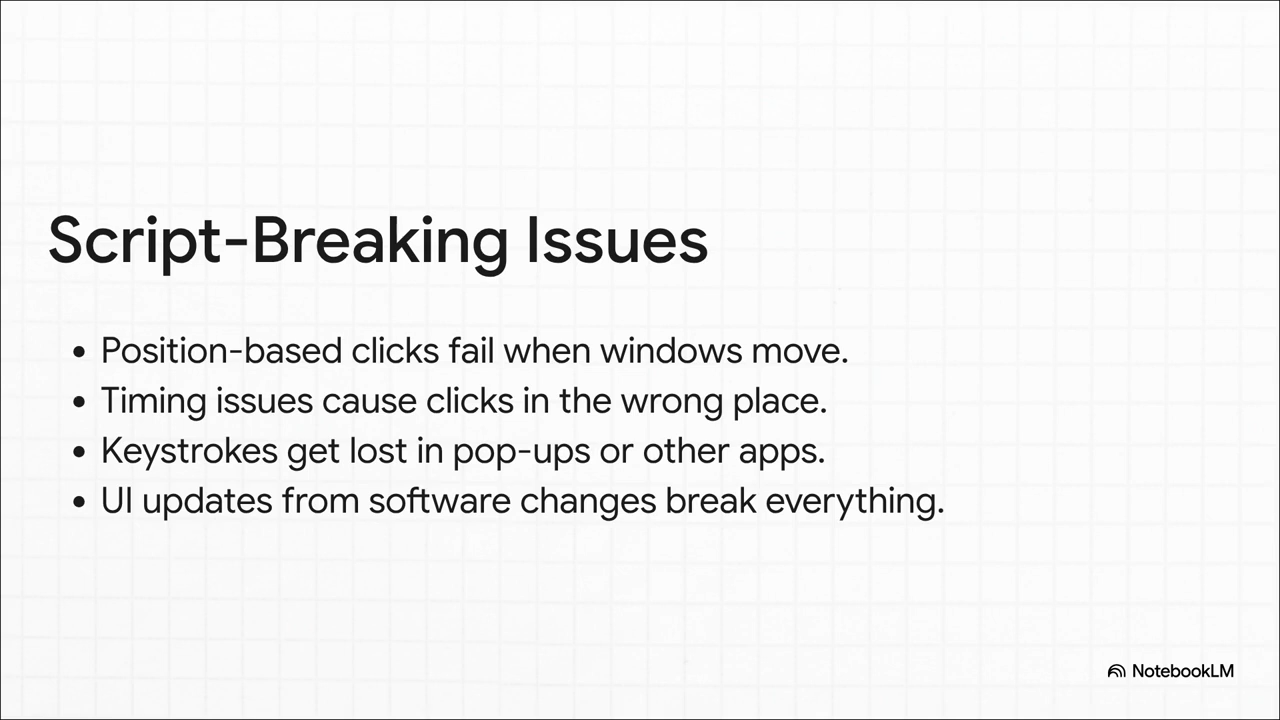 Script-Breaking Issues
• Position-based clicks fail when windows move.
• Timing issues cause clicks in the wrong place.
• Keystrokes get lost in pop-ups or other apps.
• UI updates from software changes break everything.
NotebookLM